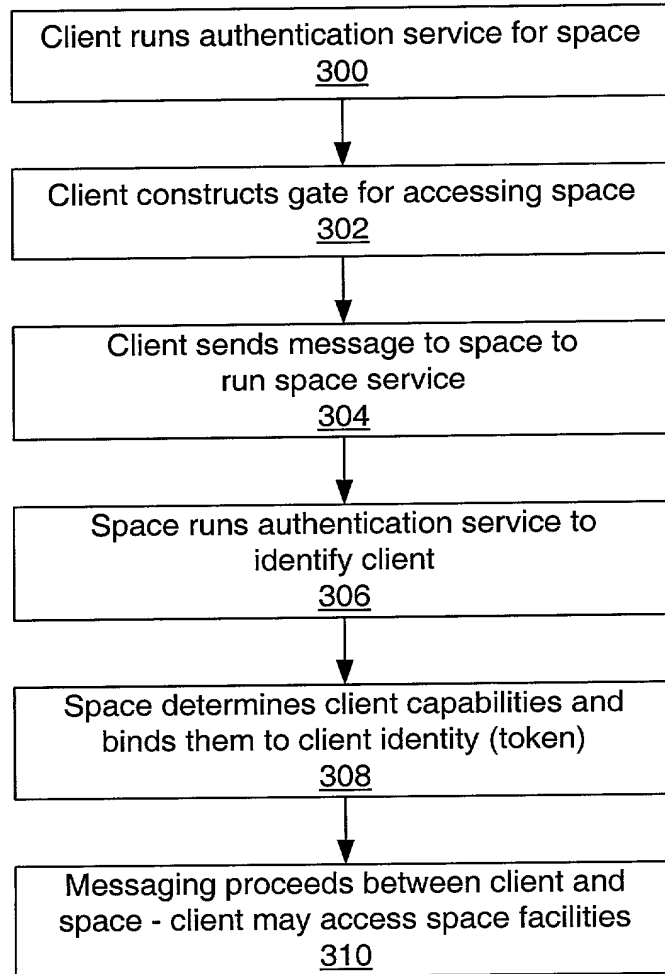 Client runs authentication service for space
300
Client constructs gate for accessing space
302
Client sends message to space to
run space service
304
Space runs authentication service to
identify client
306
Space determines client capabilities and
binds them to client identity (token)
308
Messaging proceeds between client and
space - client may access space facilities
310